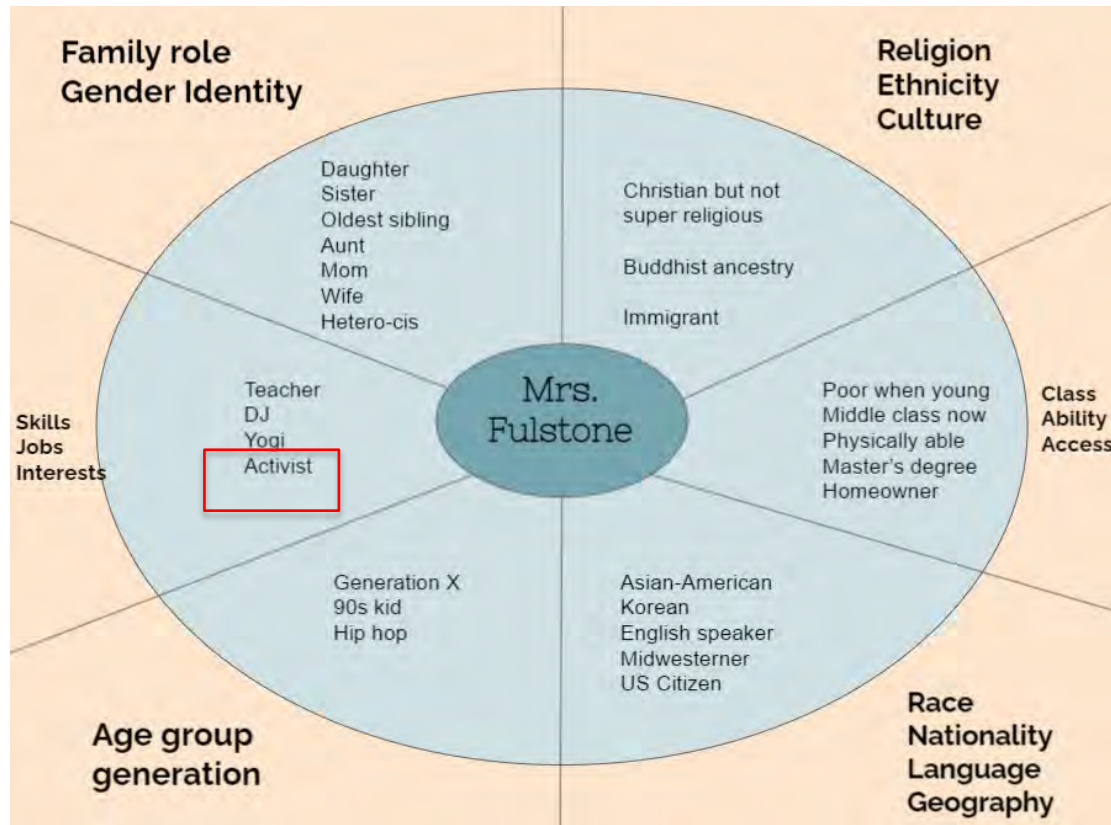 Family role
Gender Identity
Religion
Ethnicity
Culture
Daughter
Sister
Oldest sibling
Aunt
Mom
Wife
Hetero-cis
Christian but not
super religious
Buddhist ancestry
Immigrant
Skills
Jobs
Interests
Teacher
DJ
Yogi
Activist
Mrs.
Fulstone
Poor when young
Middle class now
Physically able
Master's degree
Homeowner
Class
Ability
Access
Generation X
90s kid
Hip hop
Asian-American
Korean
English speaker
Midwesterner
US Citizen
Age group
generation
Race
Nationality
Language
Geography